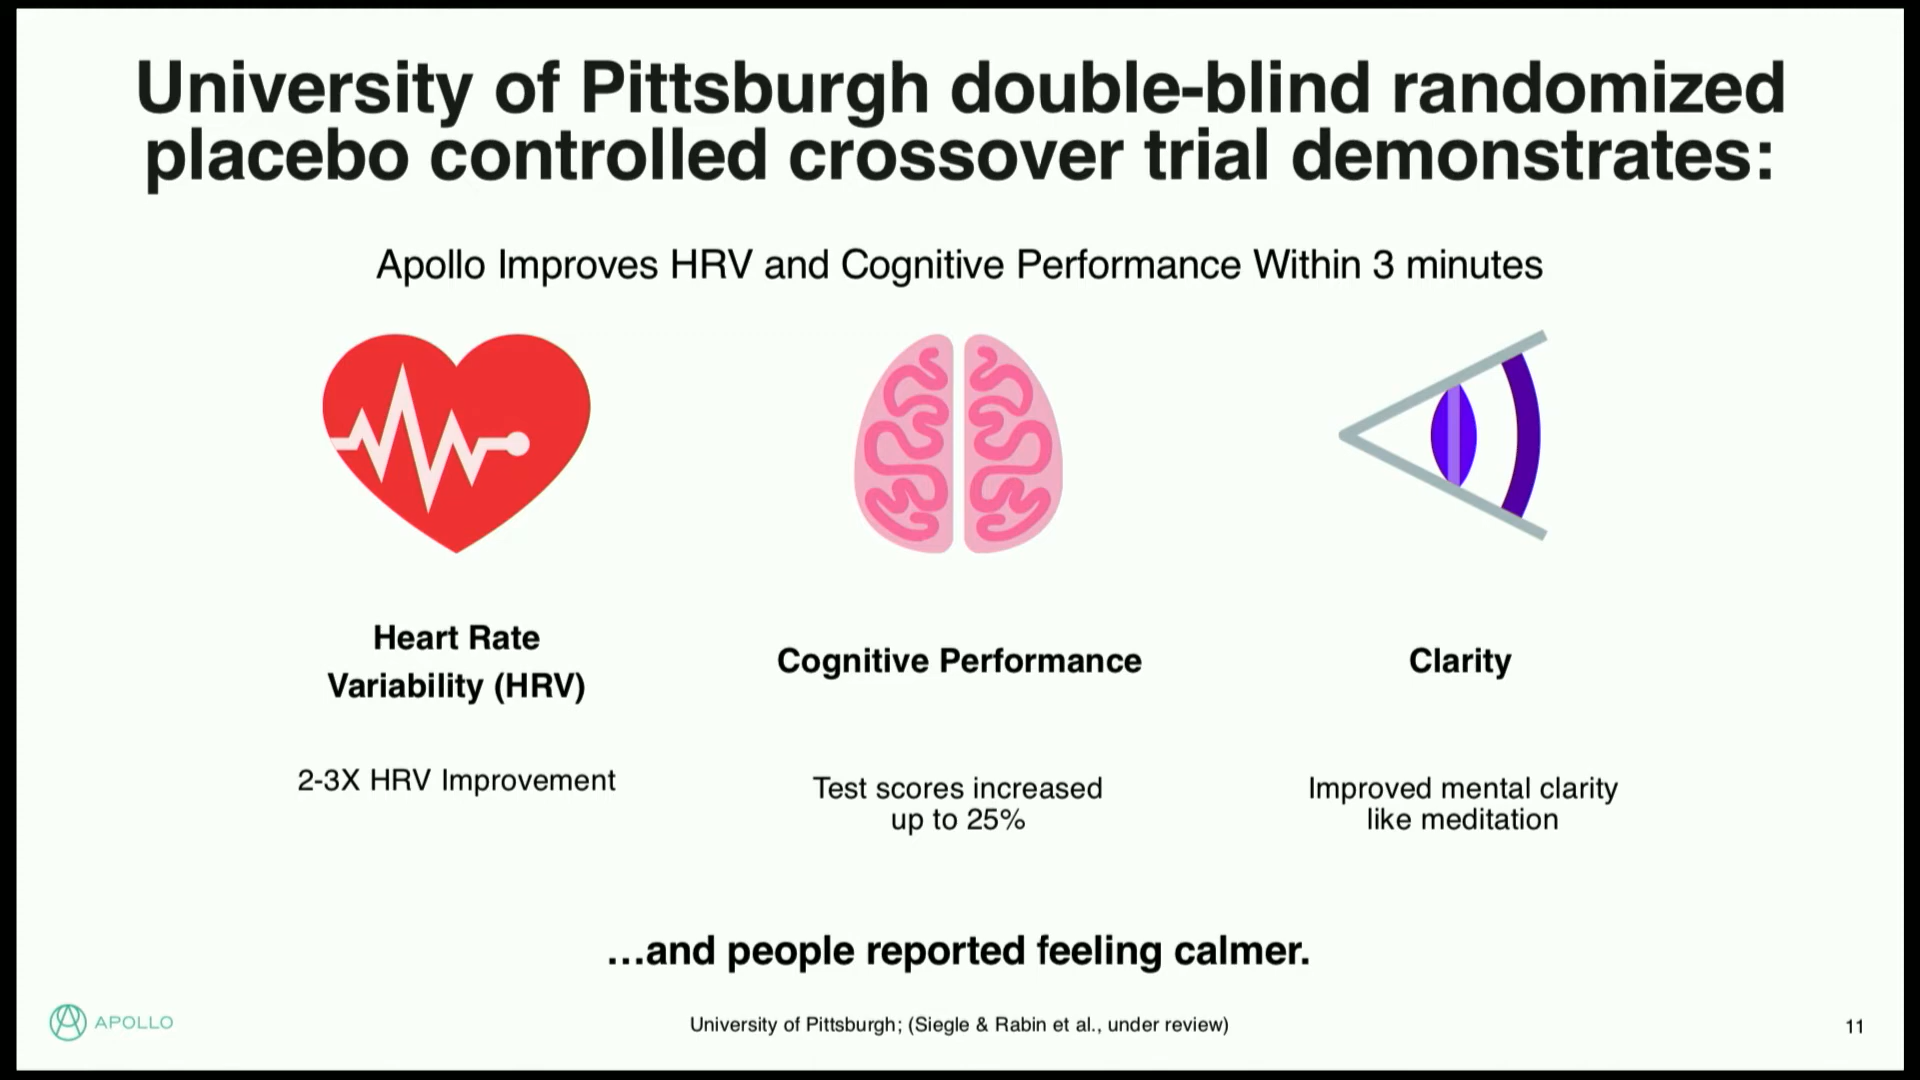 University of Pittsburgh double-blind randomized
placebo controlled crossover trial demonstrates:
Apollo Improves HRV and Cognitive Performance Within 3 minutes
Heart Rate
Variability (HRV)
2-3X HRV Improvement
Cognitive Performance
Test scores increased
up to 25%
Clarity
Improved mental clarity
like meditation
...and people reported feeling calmer.
APOLLO
University of Pittsburgh; (Siegle & Rabin et al., under review)
11